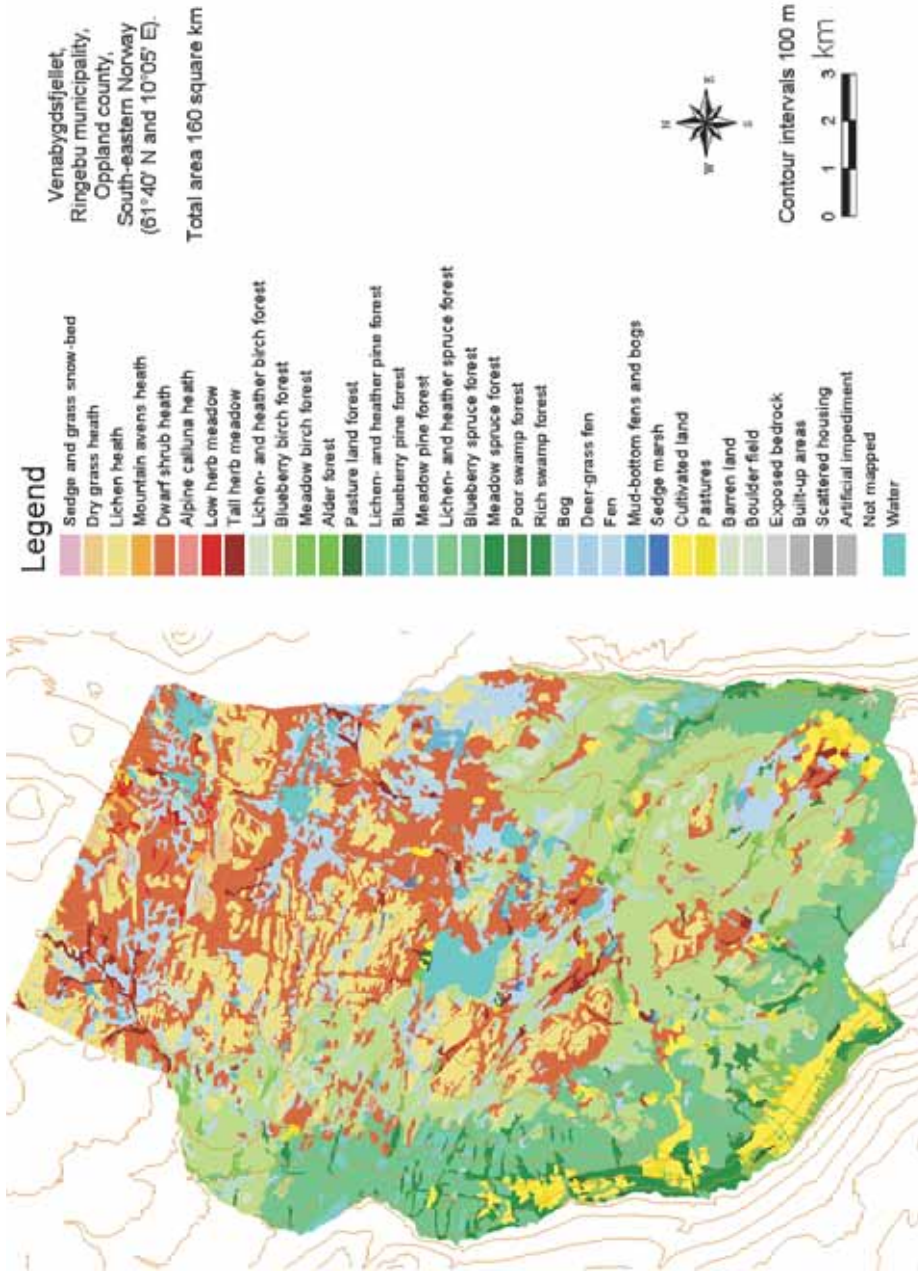 Venabygdsfjellet,
Ringebu municipality,
Oppland county,
South-eastern Norway
(61°40' N and 10°05' E).
Total area 160 square km
Legend
Sedge and grass snow-bed
Dry grass heath
Lichen heath
Mountain avens heath
Dwarf shrub heath
Alpine calluna heath
Low herb meadow
Tall herb meadow
Lichen- and heather birch forest
Blueberry birch forest
Meadow birch forest
Alder forest
Pasture land forest
Lichen- and heather pine forest
Blueberry pine forest
Meadow pine forest
Lichen- and heather spruce forest
Blueberry spruce forest
Meadow spruce forest
Poor swamp forest
Rich swamp forest
Bog
Deer-grass fen
Fen
Mud-bottom fens and bogs
Sedge marsh
Cultivated land
Pastures
Barren land
Boulder field
Exposed bedrock
Built-up areas
Scattered housing
Artificial impediment
Not mapped
Water
N
W E
S
Contour intervals 100 m
0 1 2 3 km